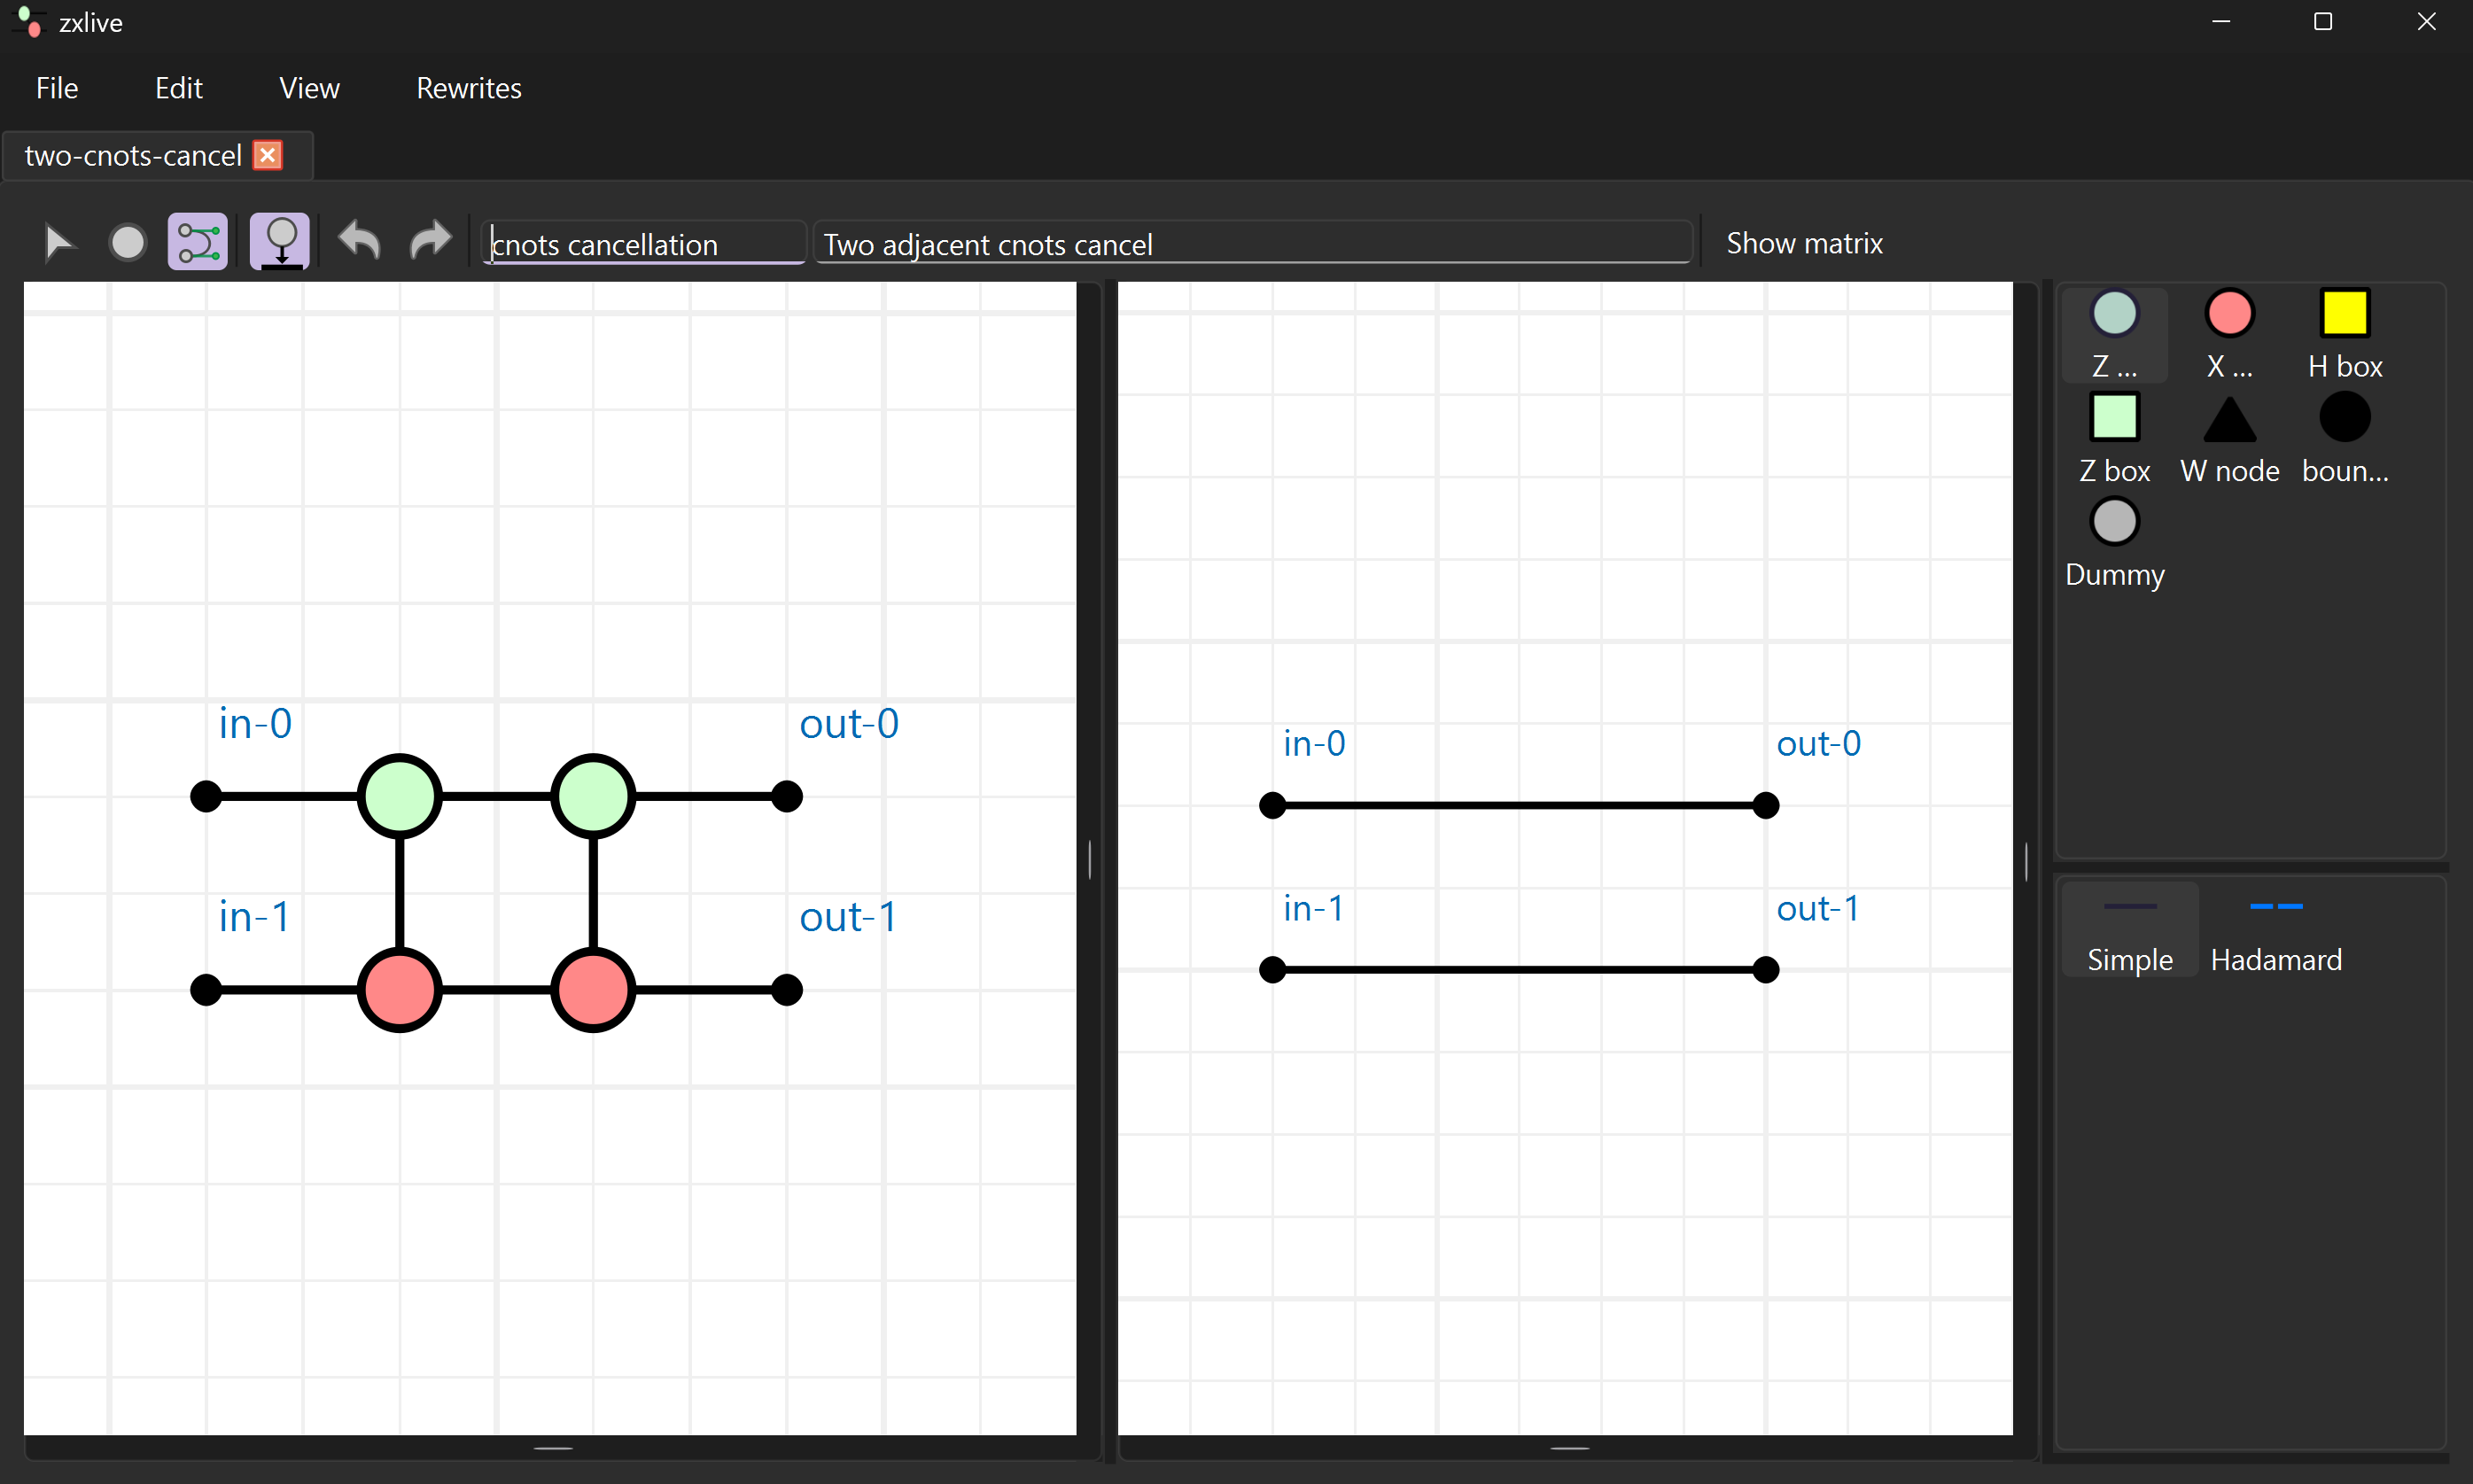 zxlive
File Edit View Rewrites
two-cnots-cancel
cnots cancellation Two adjacent cnots cancel Show matrix
in-0 out-0
in-1 out-1
in-0 out-0
in-1 out-1
Z ... X ... H box
Z box W node boun...
Dummy
Simple Hadamard